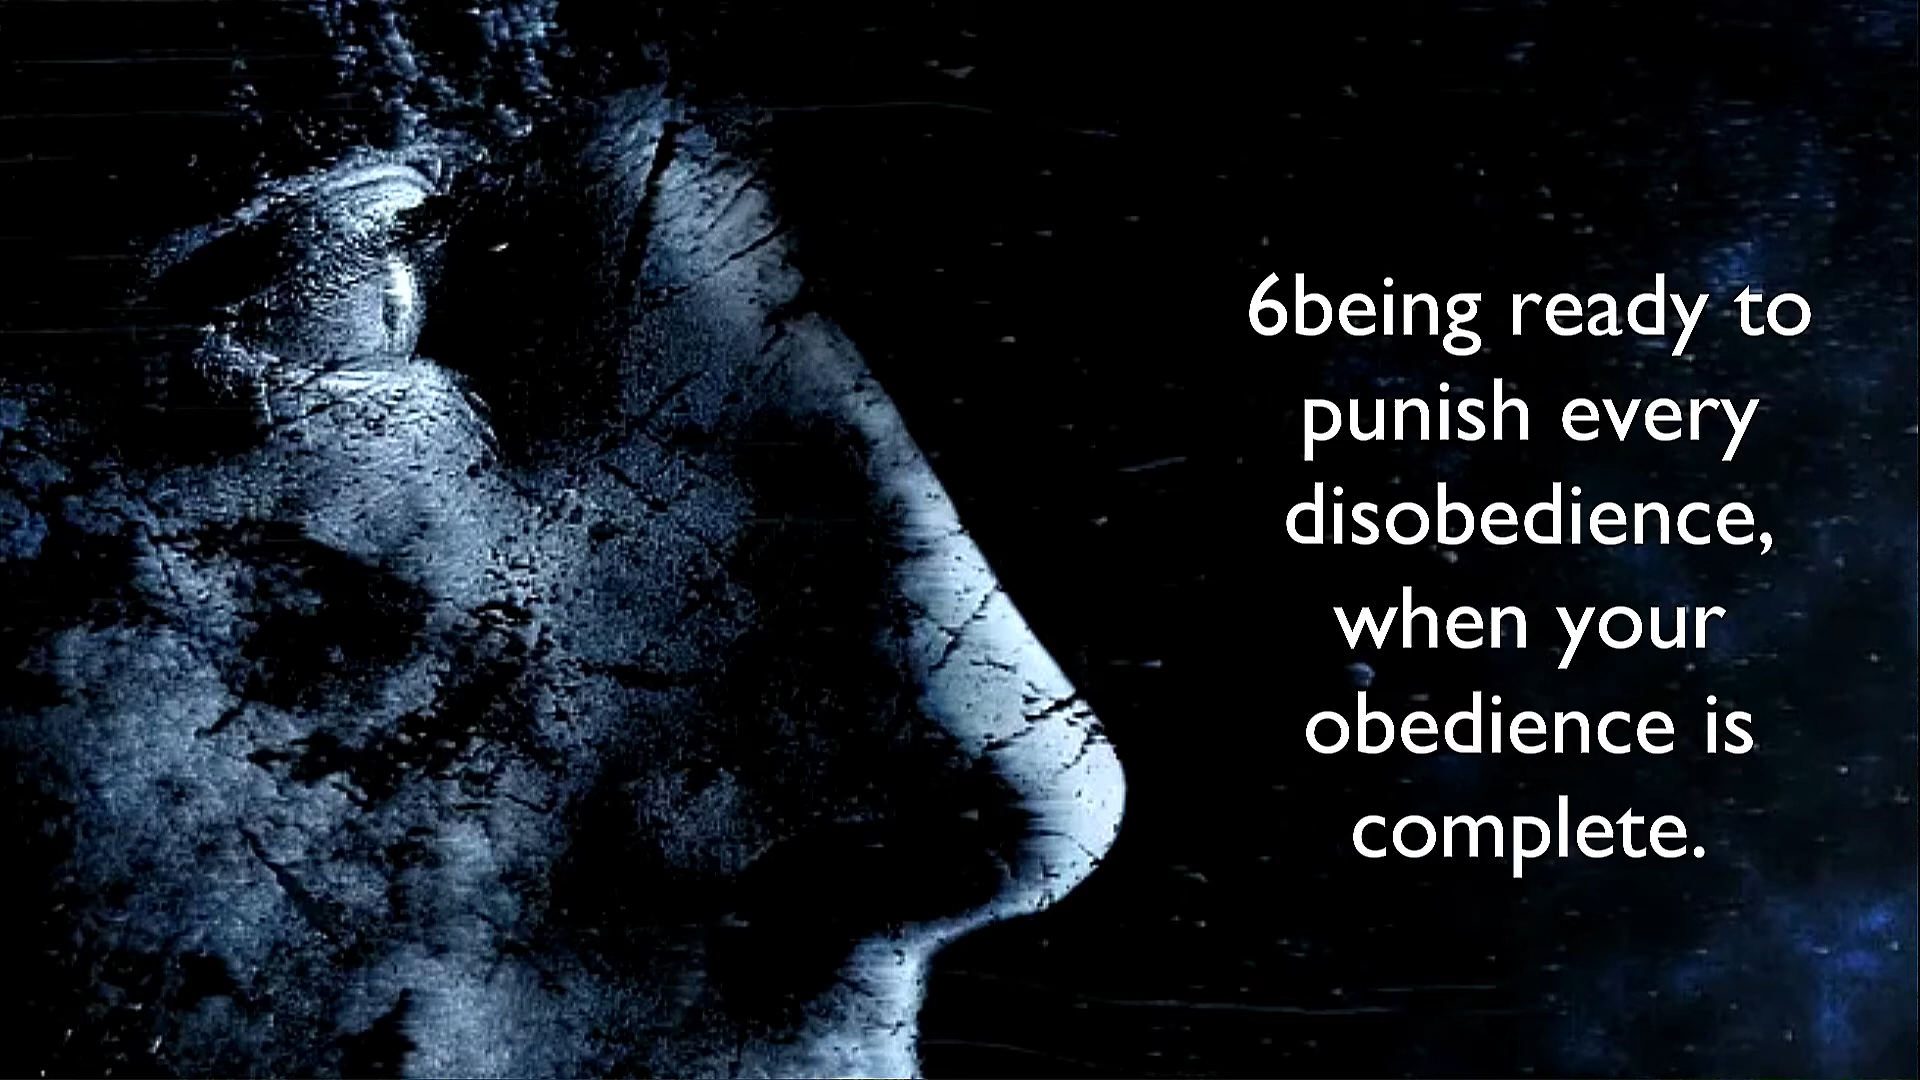 6being ready to
punish every
disobedience,
when your
obedience is
complete.